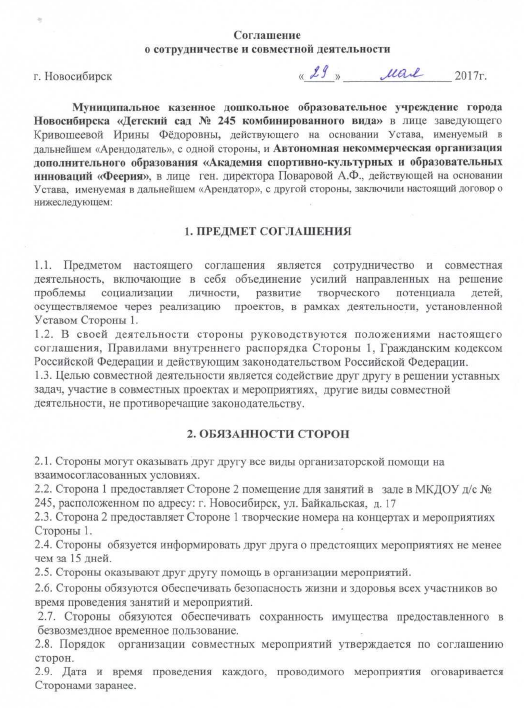 Соглашение
о сотрудничестве и совместной деятельности
г. Новосибирск « 29 » мая 2017г.
Муниципальное казенное дошкольное образовательное учреждение города
Новосибирска «Детский сад № 245 комбинированного вида» в лице заведующего
Кривошеевой Ирины Фёдоровны, действующего на основании Устава, именуемый в
дальнейшем «Арендодатель», с одной стороны, и Автономная некоммерческая организация
дополнительного образования «Академия спортивно-культурных и образовательных
инноваций «Феерия», в лице ген. директора Поваровой А.Ф., действующей на основании
Устава, именуемая в дальнейшем «Арендатор», с другой стороны, заключили настоящий договор о
нижеследующем:
1. ПРЕДМЕТ СОГЛАШЕНИЯ
1.1. Предметом настоящего соглашения является сотрудничество и совместная
деятельность, включающие в себя объединение усилий направленных на решение
проблемы социализации личности, развитие творческого потенциала детей,
осуществляемое через реализацию проектов, в рамках деятельности, установленной
Уставом Стороны 1.
1.2. В своей деятельности стороны руководствуются положениями настоящего
соглашения, Правилами внутреннего распорядка Стороны 1, Гражданским кодексом
Российской Федерации и действующим законодательством Российской Федерации.
1.3. Целью совместной деятельности является содействие друг другу в решении уставных
задач, участие в совместных проектах и мероприятиях, другие виды совместной
деятельности, не противоречащие законодательству.
2. ОБЯЗАННОСТИ СТОРОН
2.1. Стороны могут оказывать друг другу все виды организаторской помощи на
взаимосогласованных условиях.
2.2. Сторона 1 предоставляет Стороне 2 помещение для занятий в зале в МКДОУ д/с №
245, расположенном по адресу: г. Новосибирск, ул. Байкальская, д. 17
2.3. Сторона 2 предоставляет Стороне 1 творческие номера на концертах и мероприятиях
Стороны 1.
2.4. Стороны обязуется информировать друг друга о предстоящих мероприятиях не менее
чем за 15 дней.
2.5. Стороны оказывают друг другу помощь в организации мероприятий.
2.6. Стороны обязуются обеспечивать безопасность жизни и здоровья всех участников во
время проведения занятий и мероприятий.
2.7. Стороны обязуются обеспечивать сохранность имущества предоставленного в
безвозмездное временное пользование.
2.8. Порядок организации совместных мероприятий утверждается по соглашению
сторон.
2.9. Дата и время проведения каждого, проводимого мероприятия оговаривается
Сторонами заранее.